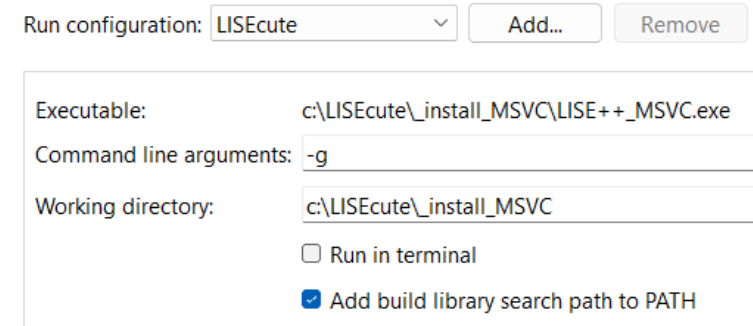 Run configuration: LISEcute Add... Remove
Executable: c:\LISEcute\_install_MSVC\LISE++_MSVC.exe
Command line arguments: -g
Working directory: c:\LISEcute\_install_MSVC
Run in terminal
Add build library search path to PATH